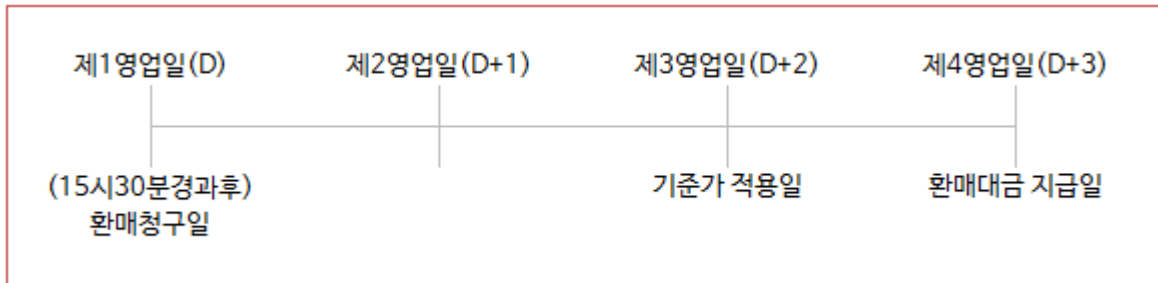 제1영업일(D) 제2영업일(D+1) 제3영업일(D+2) 제4영업일(D+3)
(15시30분경과후) 기준가 적용일 환매대금 지급일
환매청구일